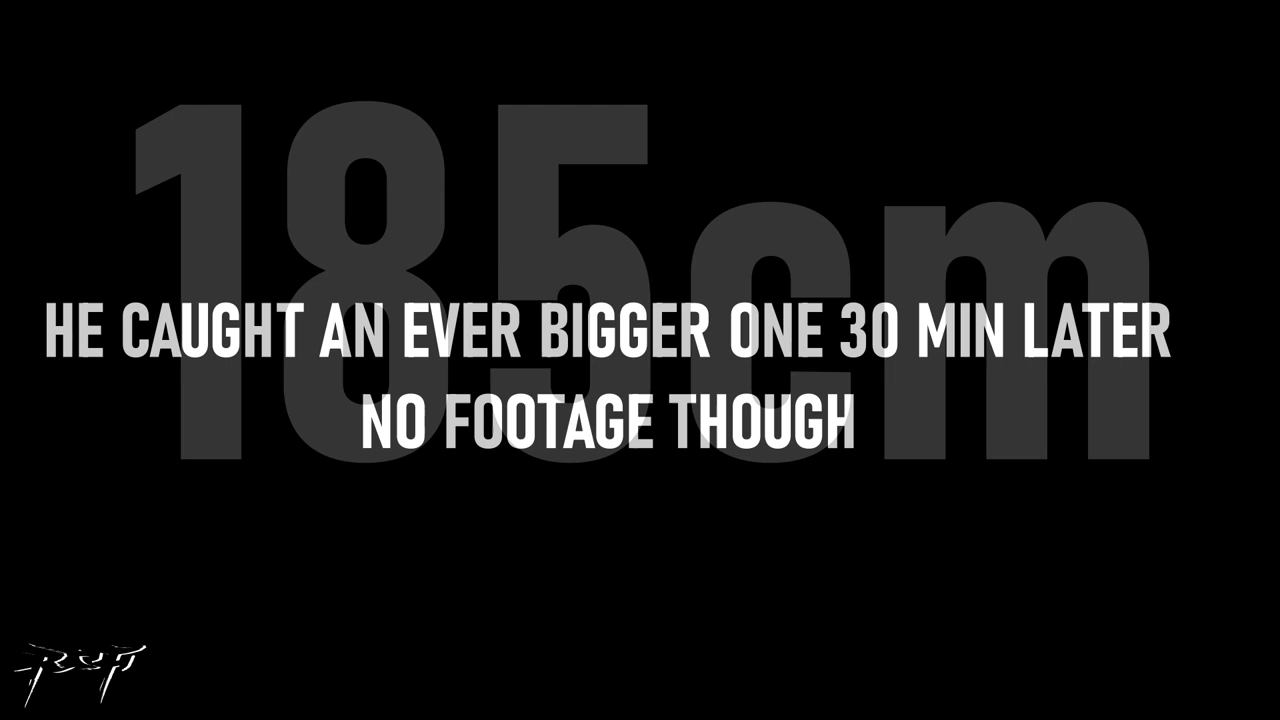 185cm
HE CAUGHT AN EVER BIGGER ONE 30 MIN LATER
NO FOOTAGE THOUGH